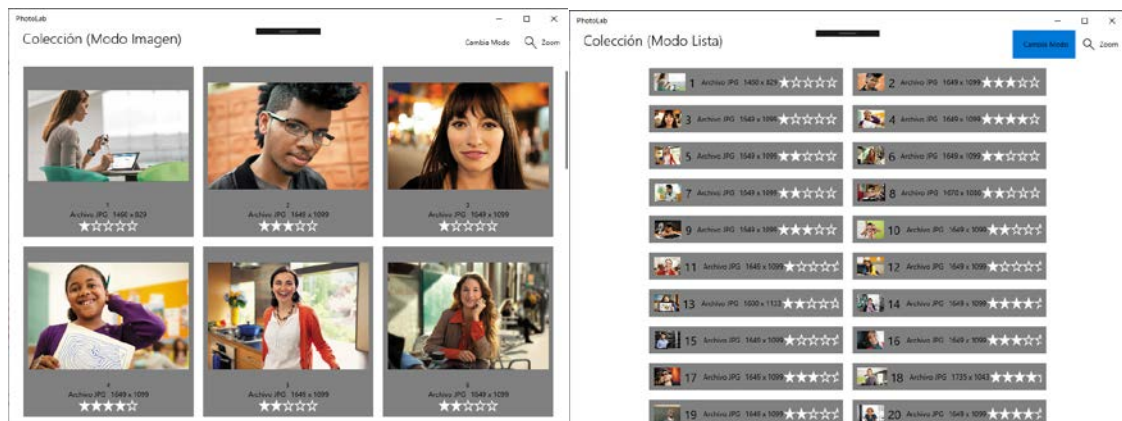 PhotoLab
Colección (Modo Imagen)
Cambia Modo Zoom
1
Archivo JPG 1460 x 829
2
Archivo JPG 1649 x 1099
3
Archivo JPG 1649 x 1099
4
Archivo JPG 1649 x 1099
5
Archivo JPG 1649 x 1099
6
Archivo JPG 1649 x 1099
PhotoLab
Colección (Modo Lista)
Cambia Modo Zoom
1 Archivo JPG 1460 x 829
2 Archivo JPG 1649 x 1099
3 Archivo JPG 1649 x 1099
4 Archivo JPG 1649 x 1099
5 Archivo JPG 1649 x 1099
6 Archivo JPG 1649 x 1099
7 Archivo JPG 1649 x 1099
8 Archivo JPG
9 Archivo JPG 1649 x 1099
10 Archivo JPG 1649 x 1099
11 Archivo JPG 1649 x 1099
12 Archivo JPG 1649 x 1099
13 Archivo JPG
14 Archivo JPG 1649 x 1099
15 Archivo JPG 1649 x 1099
16 Archivo JPG 1649 x 1099
17 Archivo JPG 1649 x 1099
18 Archivo JPG 1735 x 1043
19 Archivo JPG 1649 x 1099
20 Archivo JPG 1649 x 1099